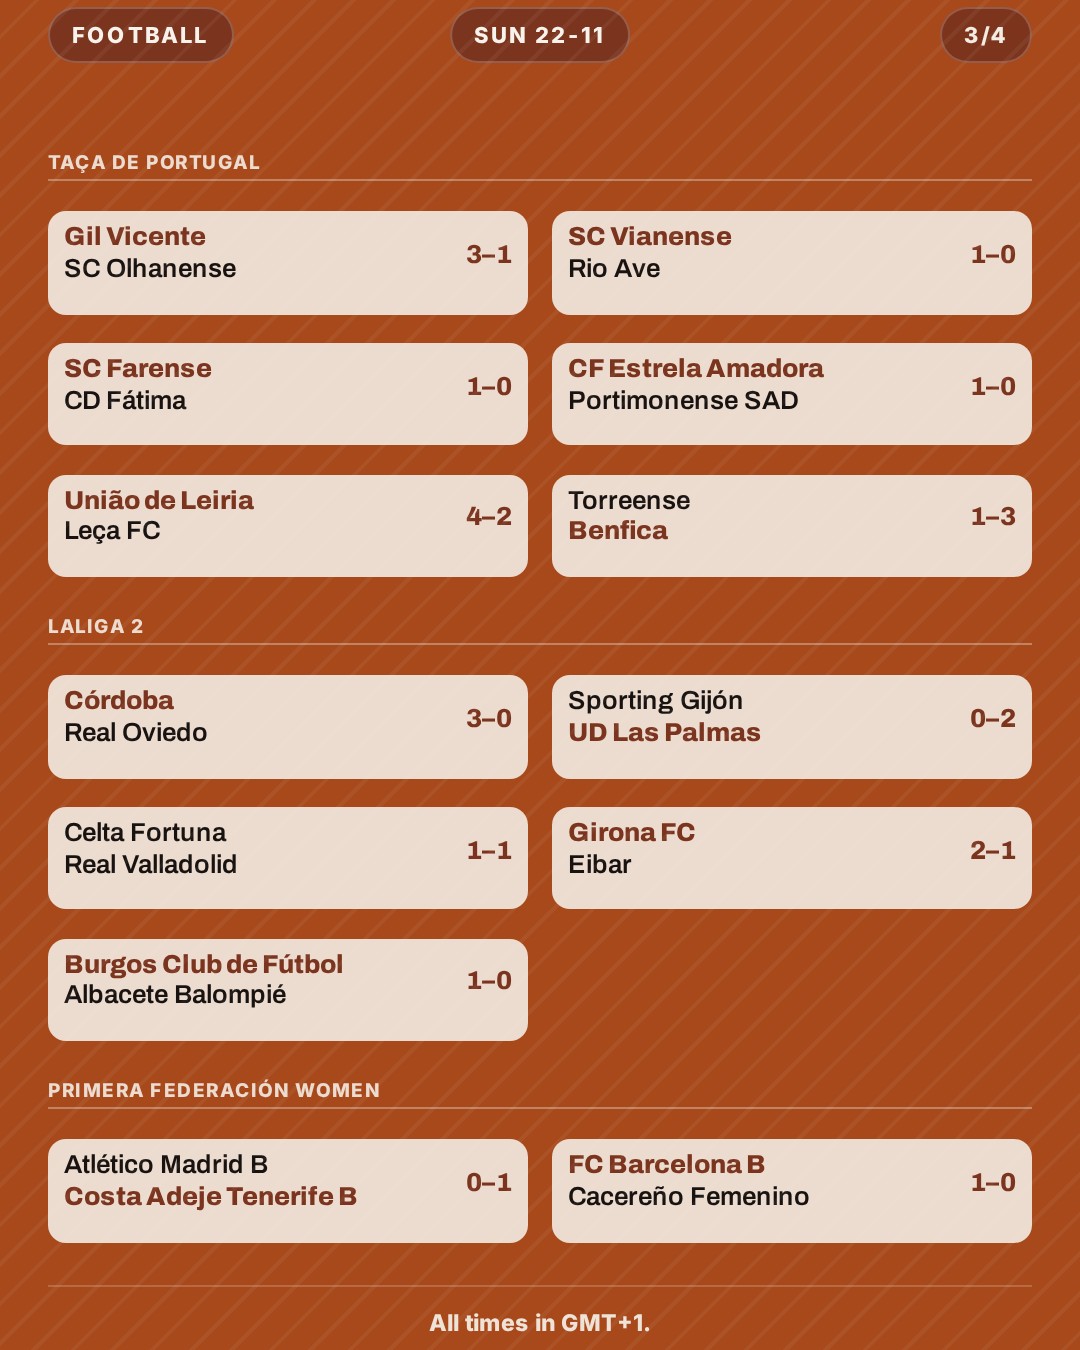 FOOTBALL
SUN 22-11
3/4
TAÇA DE PORTUGAL
Gil Vicente
SC Olhanense
3–1
SC Vianense
Rio Ave
1–0
SC Farense
CD Fátima
1–0
CF Estrela Amadora
Portimonense SAD
1–0
União de Leiria
Leça FC
4–2
Torreense
Benfica
1–3
LALIGA 2
Córdoba
Real Oviedo
3–0
Sporting Gijón
UD Las Palmas
0–2
Celta Fortuna
Real Valladolid
1–1
Girona FC
Eibar
2–1
Burgos Club de Fútbol
Albacete Balompié
1–0
PRIMERA FEDERACIÓN WOMEN
Atlético Madrid B
Costa Adeje Tenerife B
0–1
FC Barcelona B
Cacereño Femenino
1–0
All times in GMT+1.